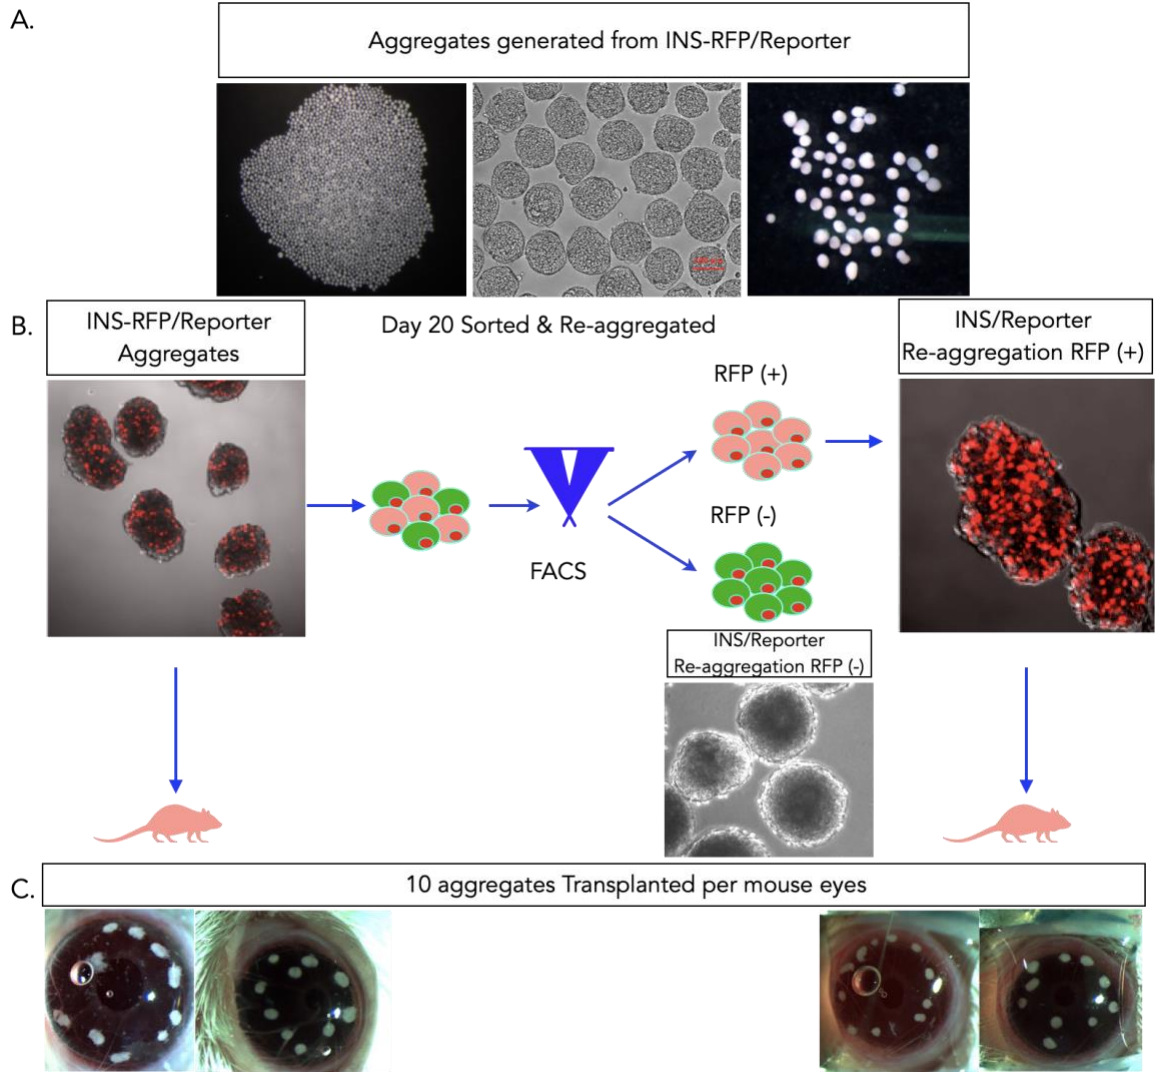 A.
Aggregates generated from INS-RFP/Reporter
B.
INS-RFP/Reporter
Aggregates
Day 20 Sorted & Re-aggregated
INS/Reporter
Re-aggregation RFP (+)
RFP (+)
RFP (-)
FACS
INS/Reporter
Re-aggregation RFP (-)
C.
10 aggregates Transplanted per mouse eyes